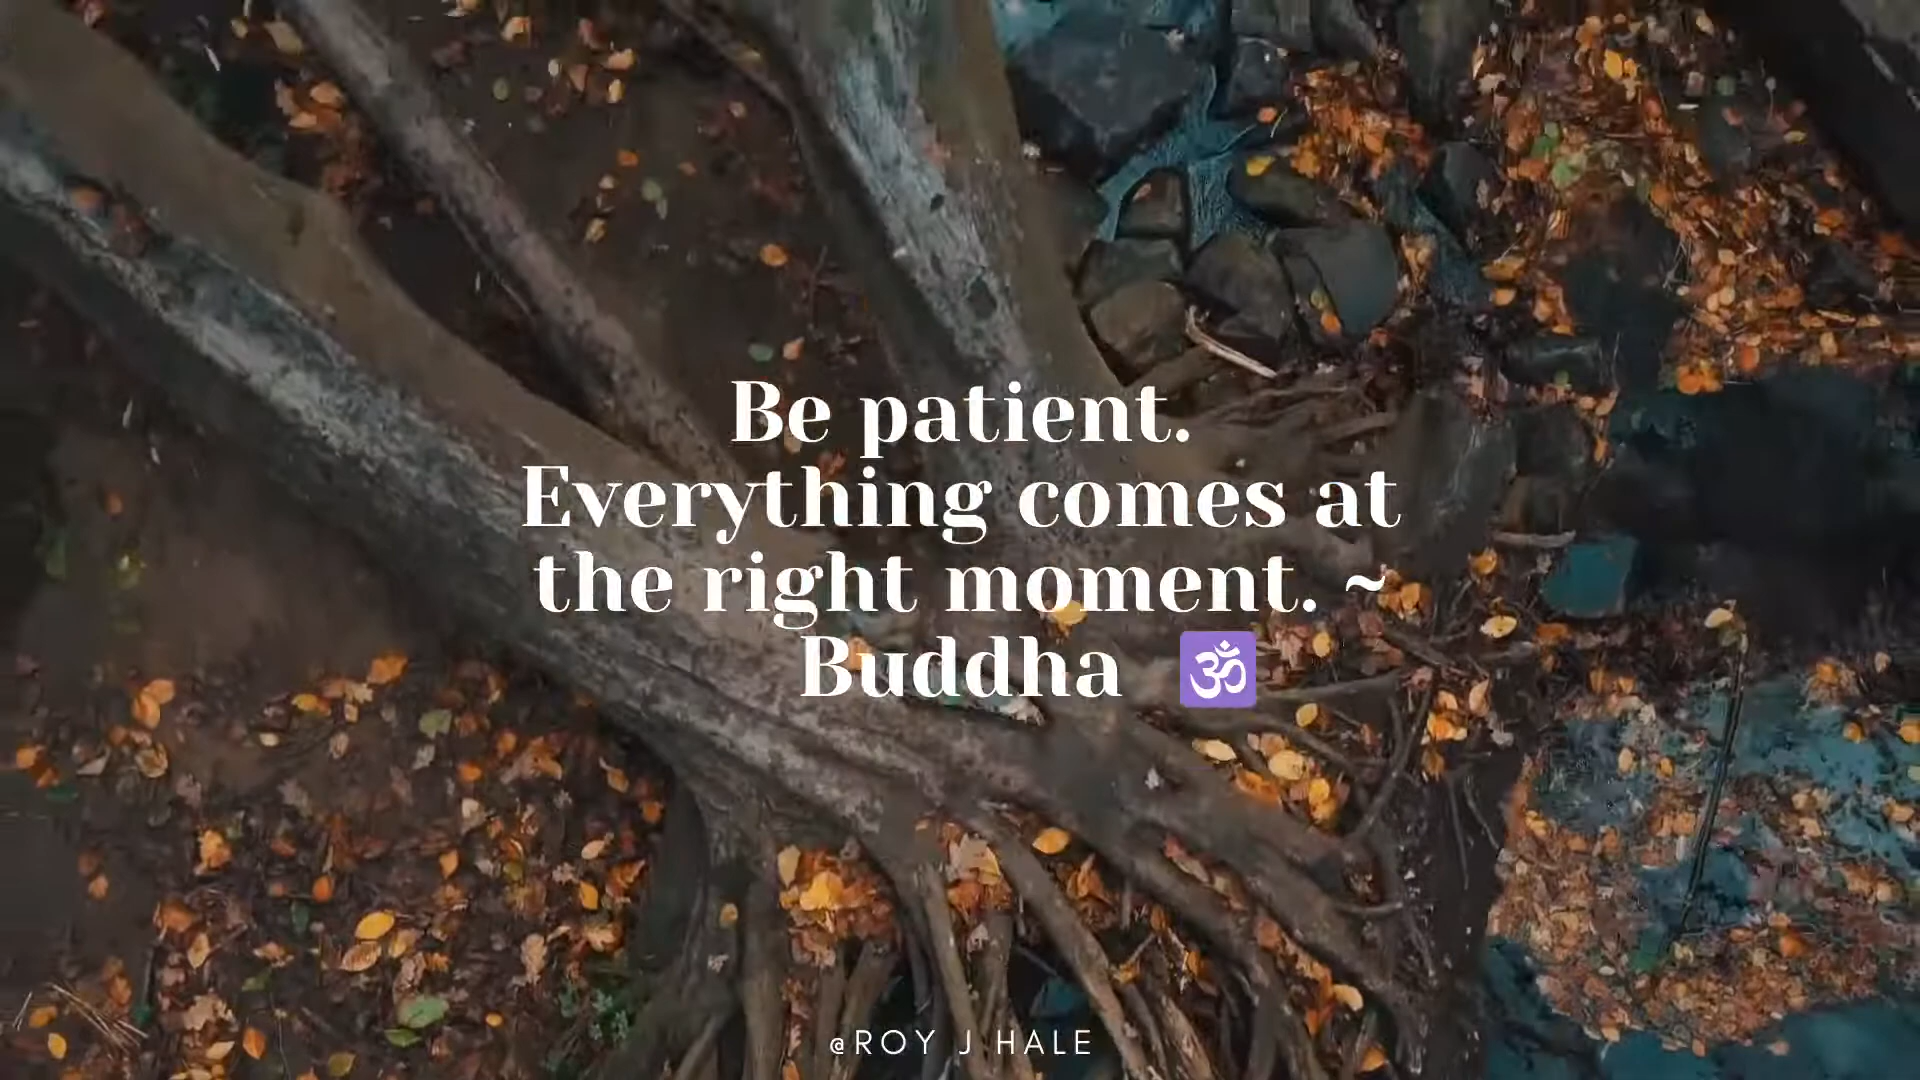 Be patient.
Everything comes at
the right moment. ~
Buddha 🕉
@ROY J HALE